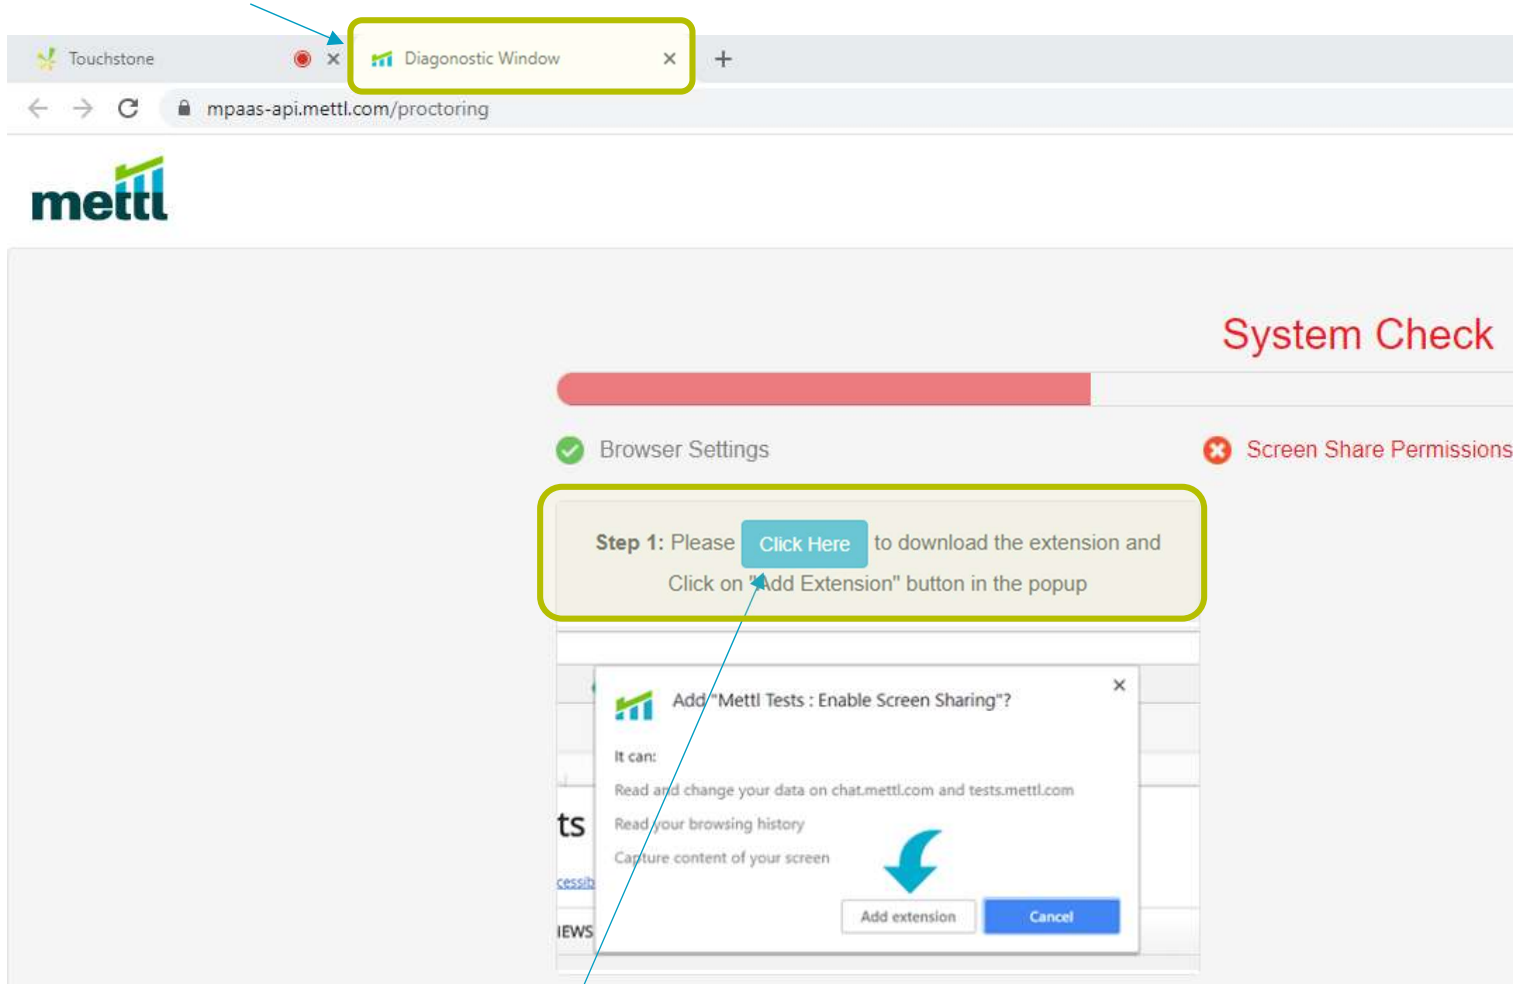 Touchstone
Diagonostic Window
mpaas-api.mettl.com/proctoring
mettl
System Check
Browser Settings
Screen Share Permissions
Step 1: Please Click Here to download the extension and
Click on "Add Extension" button in the popup
Add "Mettl Tests : Enable Screen Sharing"?
It can:
Read and change your data on chat.mettl.com and tests.mettl.com
ts
Read your browsing history
Capture content of your screen
cessib
Add extension
Cancel
IEWS